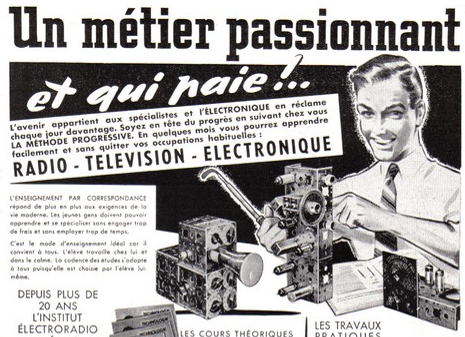 Un métier passionnant
et qui paie !..
L'avenir appartient aux spécialistes et l'ÉLECTRONIQUE en réclame
chaque jour davantage. Soyez en tête du progrès en suivant chez vous
LA MÉTHODE PROGRESSIVE. En quelques mois vous pourrez apprendre
facilement et sans quitter vos occupations habituelles :
RADIO - TELEVISION - ELECTRONIQUE
L'ENSEIGNEMENT PAR CORRESPONDANCE
répond de plus en plus aux exigences de la
vie moderne. Les jeunes gens doivent pouvoir
apprendre et se spécialiser sans engager trop
de frais et sans employer trop de temps.
C'est le mode d'enseignement idéal car il
convient à tous. L'élève travaille chez lui et
dans le calme. La cadence des études s'adapte
à tous puisqu'elle est choisie par l'élève lui-
même.
DEPUIS PLUS DE
20 ANS
L'INSTITUT
ÉLECTRORADIO
LES COURS THÉORIQUES
LES TRAVAUX
PRATIQUES